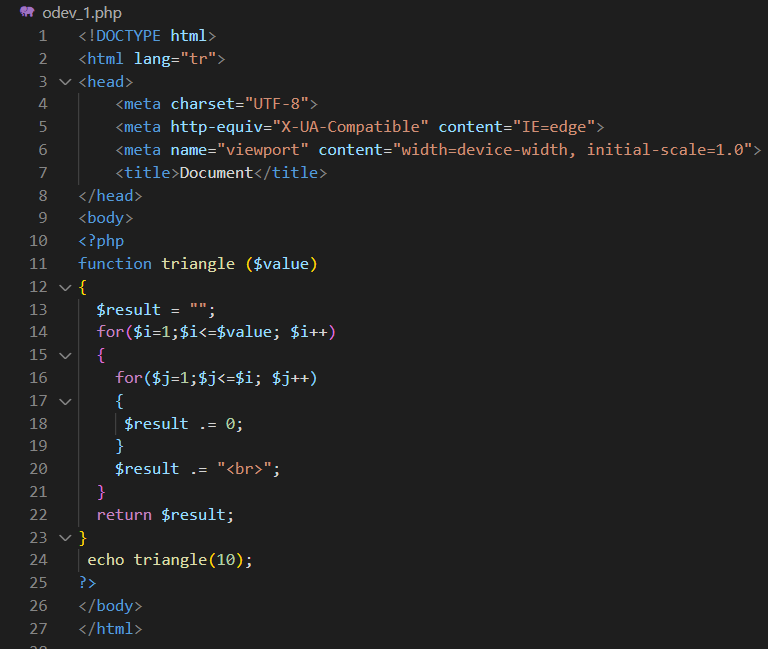 odev_1.php
1 <!DOCTYPE html>
2 <html lang="tr">
3 <head>
4     <meta charset="UTF-8">
5     <meta http-equiv="X-UA-Compatible" content="IE=edge">
6     <meta name="viewport" content="width=device-width, initial-scale=1.0">
7     <title>Document</title>
8 </head>
9 <body>
10 <?php
11 function triangle ($value)
12 {
13   $result = "";
14   for($i=1;$i<=$value; $i++)
15   {
16     for($j=1;$j<=$i; $j++)
17     {
18      $result .= 0;
19     }
20     $result .= "<br>";
21   }
22   return $result;
23 }
24  echo triangle(10);
25 ?>
26 </body>
27 </html>